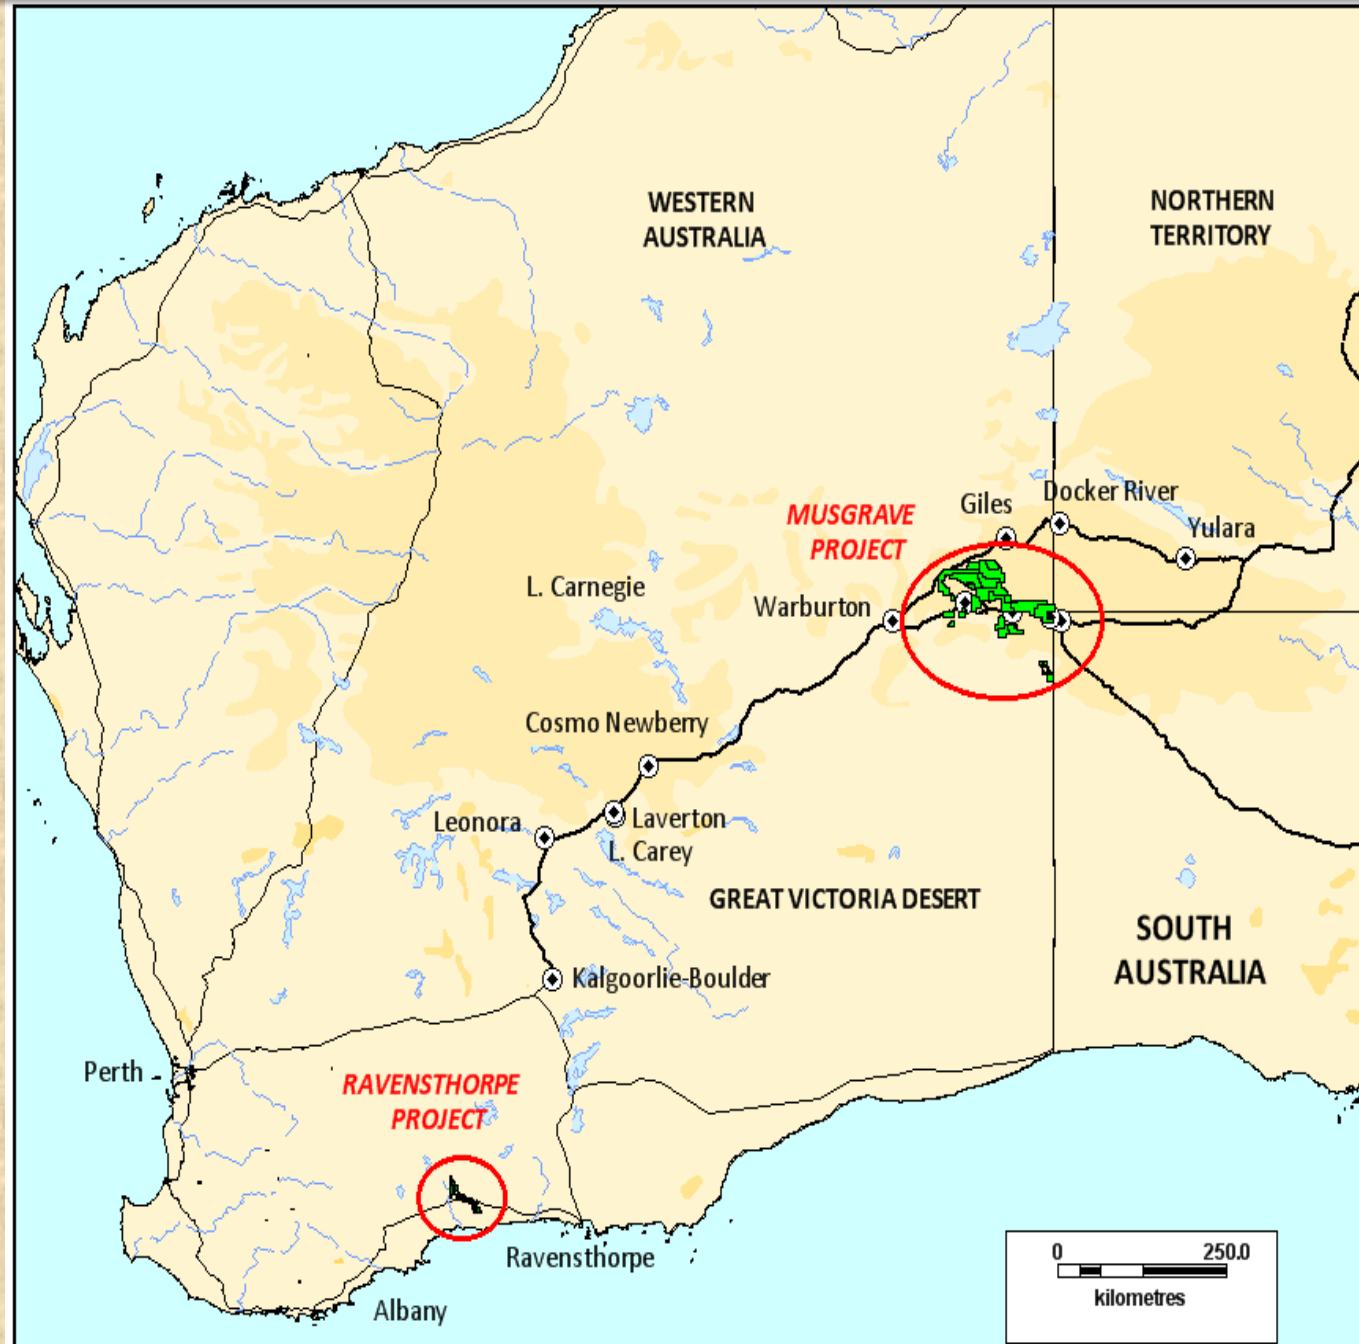 WESTERN
AUSTRALIA
NORTHERN
TERRITORY
Giles
Docker River
Yulara
MUSGRAVE
PROJECT
L. Carnegie
Warburton
Cosmo Newberry
Leonora
Laverton
L. Carey
GREAT VICTORIA DESERT
SOUTH
AUSTRALIA
Kalgoorlie-Boulder
Perth
RAVENSTHORPE
PROJECT
Ravensthorpe
Albany
0 250.0
kilometres